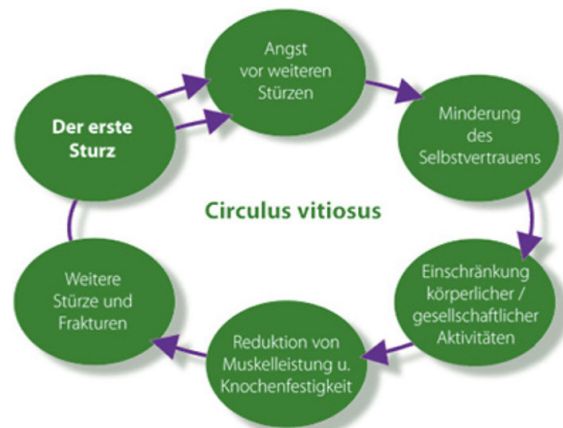 Der erste
Sturz
Angst
vor weiteren
Stürzen
Minderung
des
Selbstvertrauens
Circulus vitiosus
Einschränkung
körperlicher /
gesellschaftlicher
Aktivitäten
Reduktion von
Muskelleistung u.
Knochenfestigkeit
Weitere
Stürze und
Frakturen